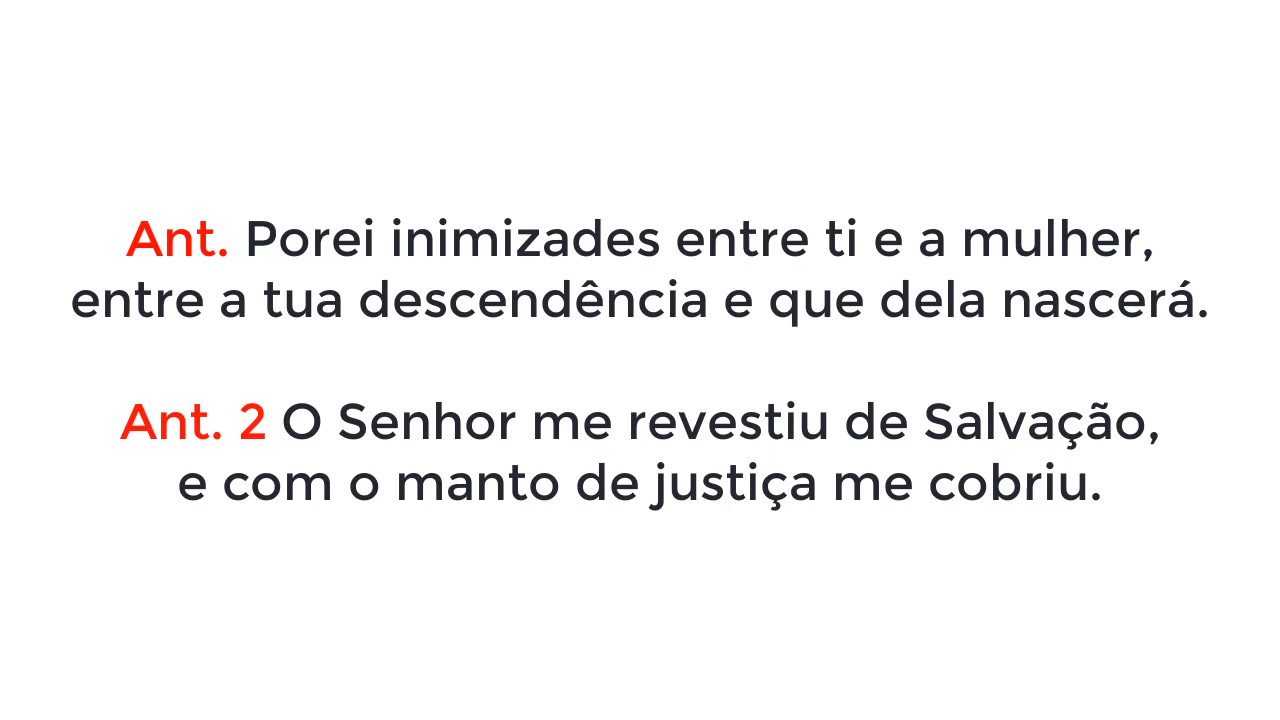 Ant. Porei inimizades entre ti e a mulher,
entre a tua descendência e que dela nascerá.
Ant. 2 O Senhor me revestiu de Salvação,
e com o manto de justiça me cobriu.